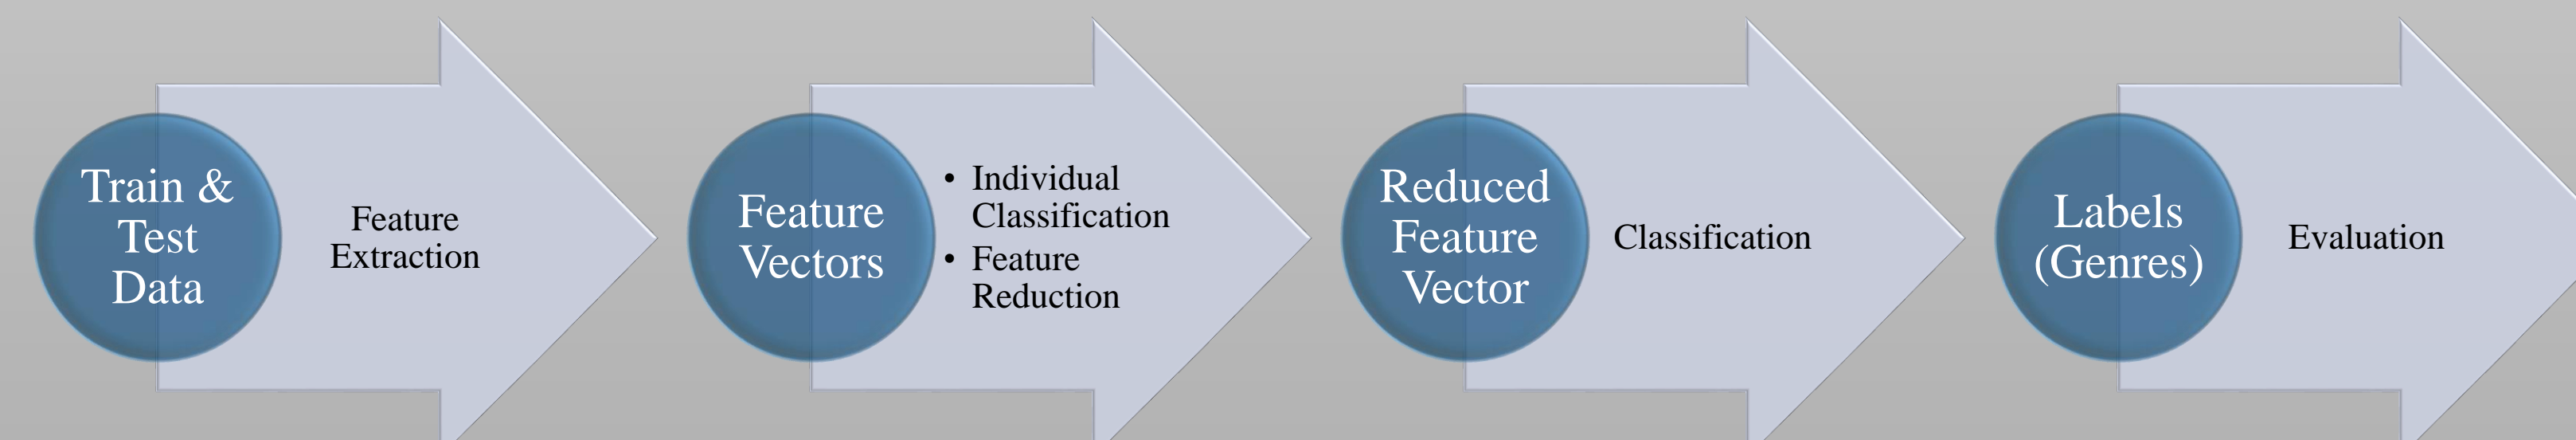 Train &
Test
Data
Feature
Extraction
Feature
Vectors
• Individual
Classification
• Feature
Reduction
Reduced
Feature
Vector
Classification
Labels
(Genres)
Evaluation